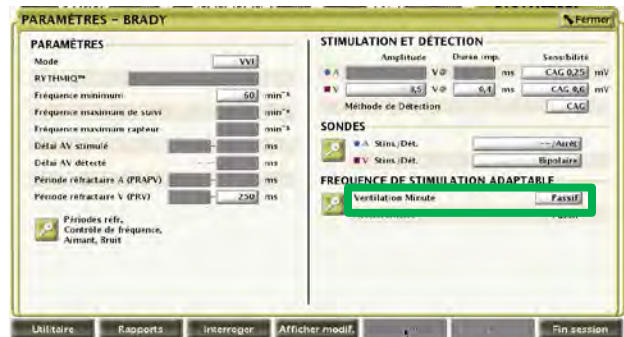 PARAMÈTRES – BRADY
Fermer
PARAMÈTRES
Mode VVI
RYTHMIQ™
Fréquence minimum 60 min⁻¹
Fréquence maximum de suivi min⁻¹
Fréquence maximum capteur min⁻¹
Délai AV stimulé - ms
Délai AV détecté - ms
Période réfractaire A (PRAPV) - ms
Période réfractaire V (PRV) - 250 ms
Périodes réfr,
Contrôle de fréquence,
Aimant, Bruit
STIMULATION ET DÉTECTION
Amplitude Durée imp. Sensibilité
A V@ ms CAG 0,25 mV
V 3,5 V@ 0,4 ms CAG 0,6 mV
Méthode de Détection CAG
SONDES
A Stim./Dét. --/Arrêt
V Stim./Dét. Bipolaire
FRÉQUENCE DE STIMULATION ADAPTABLE
Ventilation Minute Passif
Utilitaire Rapports Interroger Afficher modif. Fin session